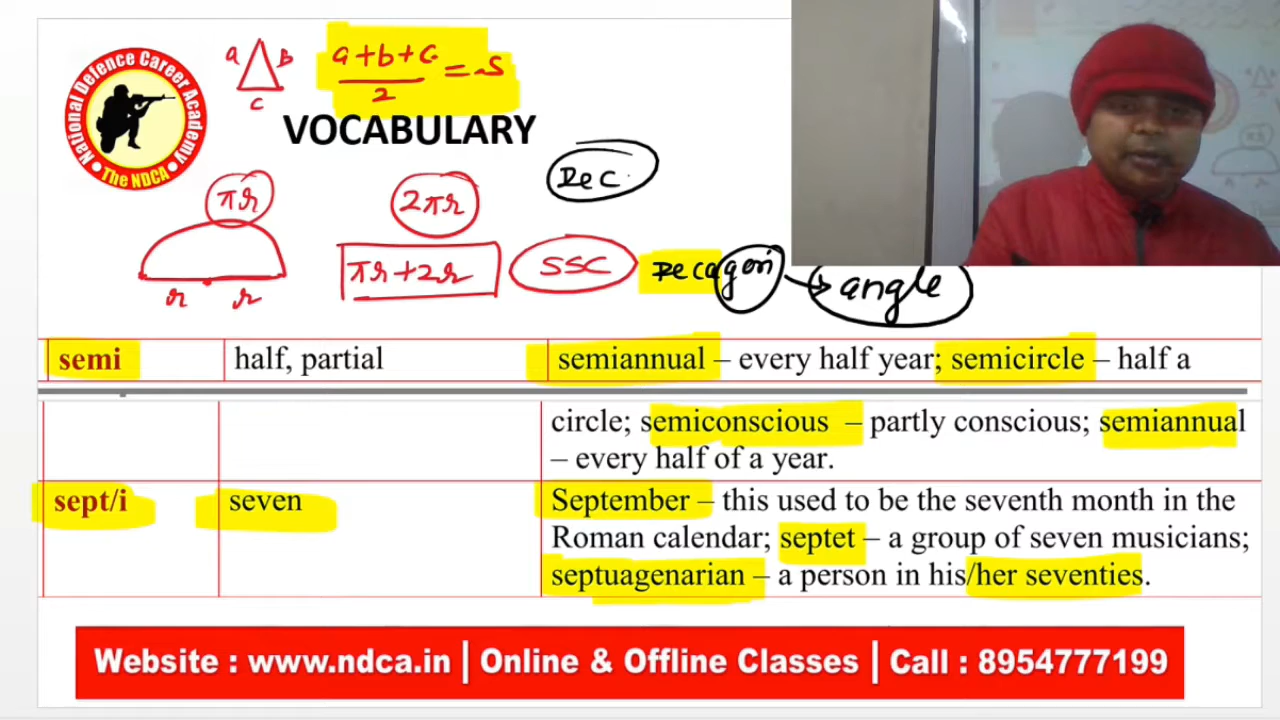 National Defence Career Academy
The NDCA
a
B
c
a+b+c
2
= S
VOCABULARY
πr
2πr
Dec
πr+2r
SSC
Decagon
angle
r r
semi half, partial semiannual – every half year; semicircle – half a
circle; semiconscious – partly conscious; semiannual
– every half of a year.
sept/i seven September – this used to be the seventh month in the
Roman calendar; septet – a group of seven musicians;
septuagenarian – a person in his/her seventies.
Website : www.ndca.in | Online & Offline Classes | Call : 8954777199